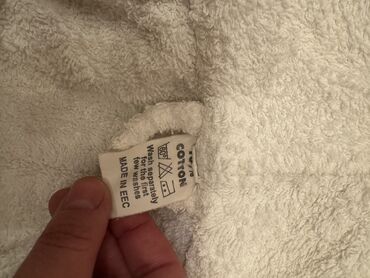 COTTON
Wash separately
for the first
few washes
MADE IN EEC